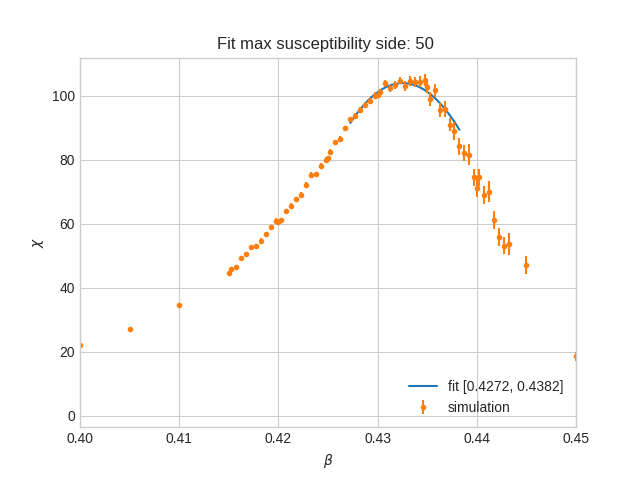 Fit max susceptibility side: 50
χ
100
80
60
40
20
0
0.40 0.41 0.42 0.43 0.44 0.45
β
fit [0.4272, 0.4382]
simulation